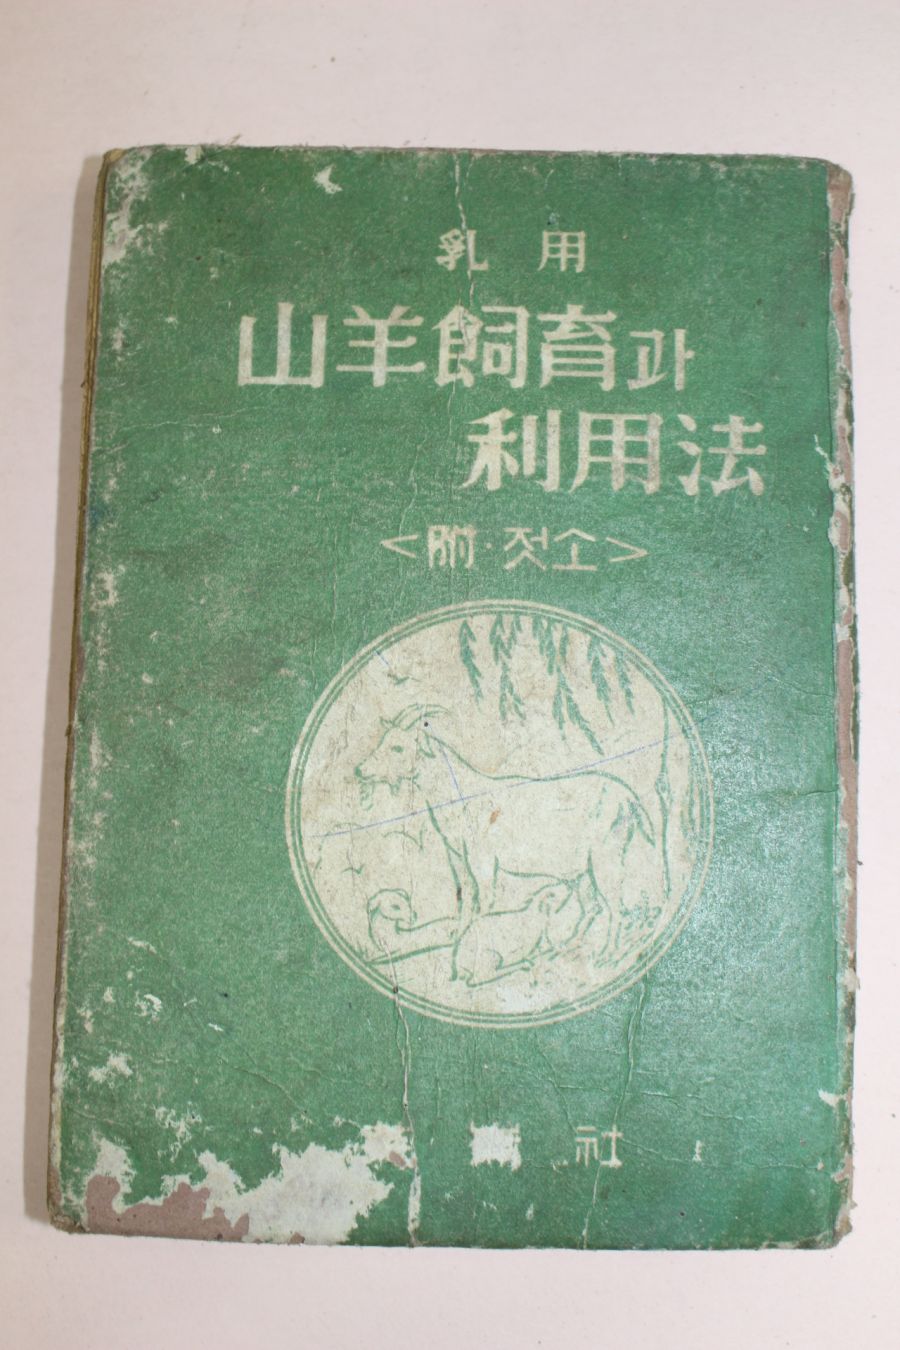 乳用
山羊飼育과
利用法
<附·젓소>
社